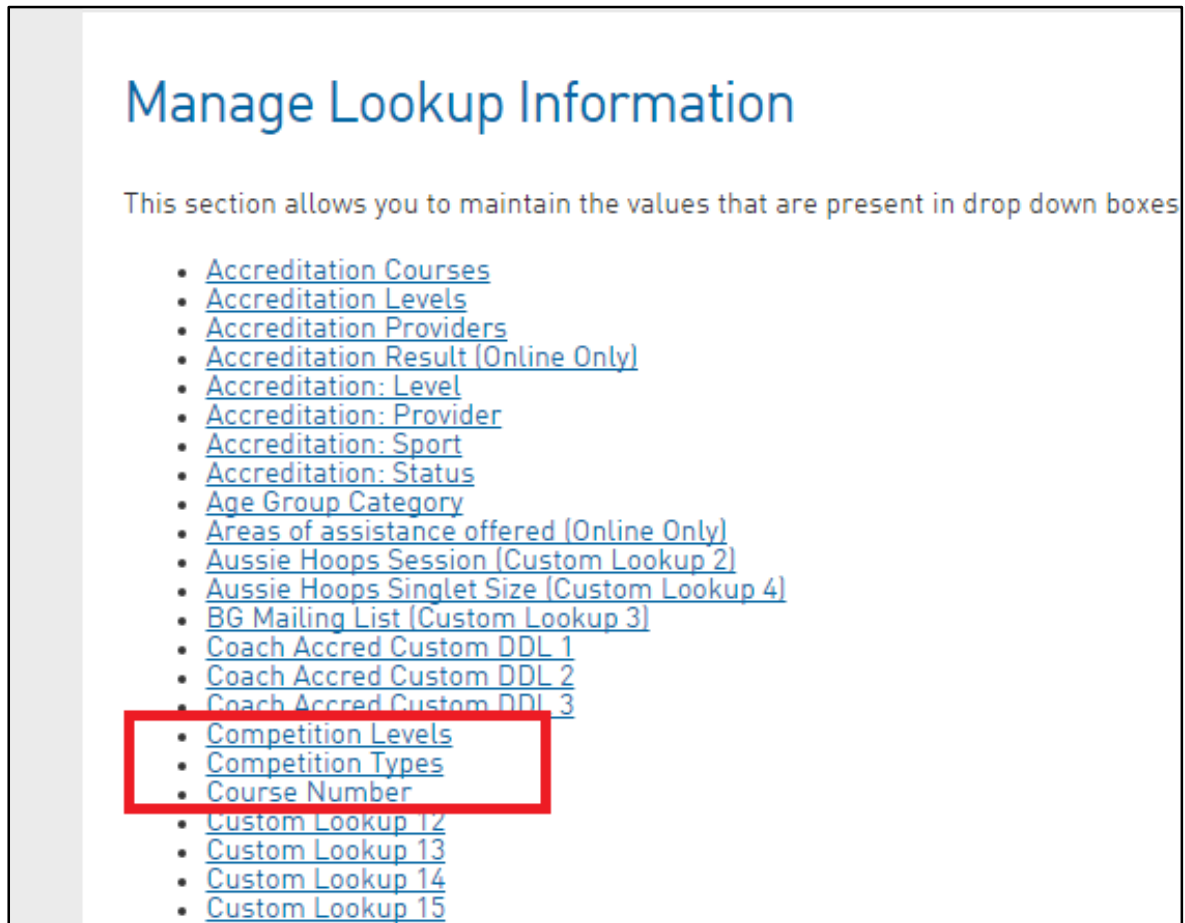 Manage Lookup Information
This section allows you to maintain the values that are present in drop down boxes
Accreditation Courses
Accreditation Levels
Accreditation Providers
Accreditation Result (Online Only)
Accreditation: Level
Accreditation: Provider
Accreditation: Sport
Accreditation: Status
Age Group Category
Areas of assistance offered (Online Only)
Aussie Hoops Session (Custom Lookup 2)
Aussie Hoops Singlet Size (Custom Lookup 4)
BG Mailing List (Custom Lookup 3)
Coach Accred Custom DDL 1
Coach Accred Custom DDL 2
Coach Accred Custom DDL 3
Competition Levels
Competition Types
Course Number
Custom Lookup 12
Custom Lookup 13
Custom Lookup 14
Custom Lookup 15